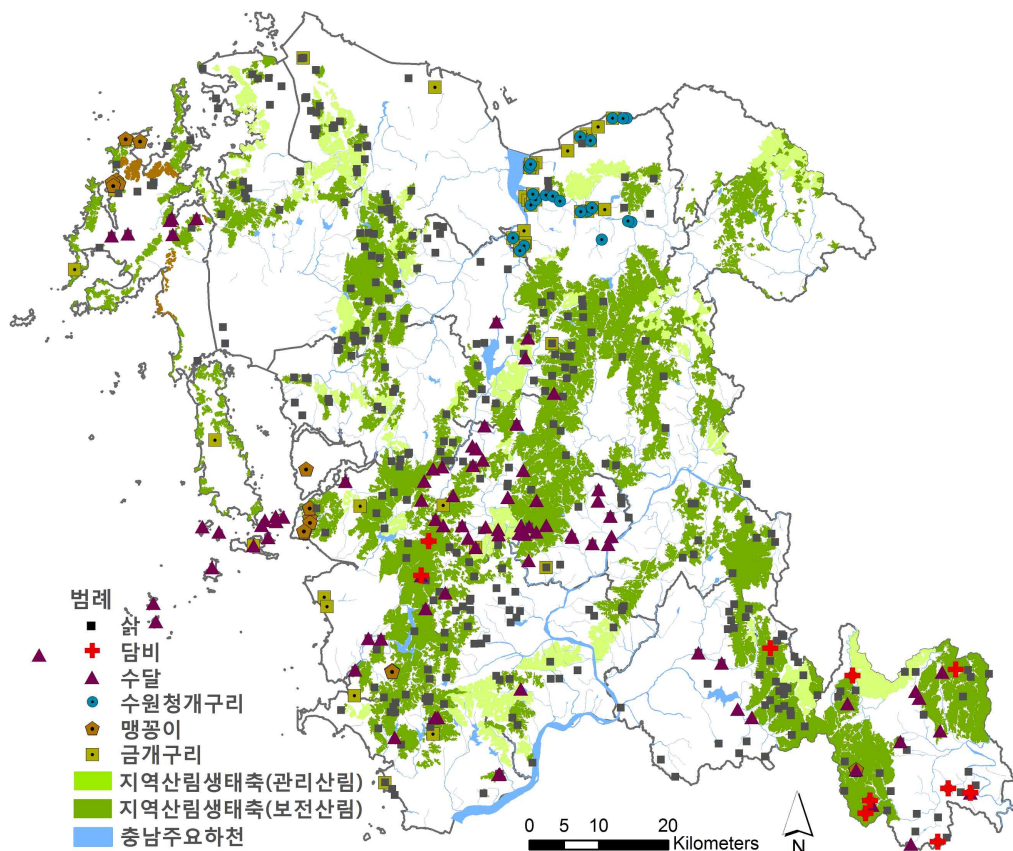 범례
삵
담비
수달
수원청개구리
맹꽁이
금개구리
지역산림생태축(관리산림)
지역산림생태축(보전산림)
충남주요하천
0 5 10 20
Kilometers
N